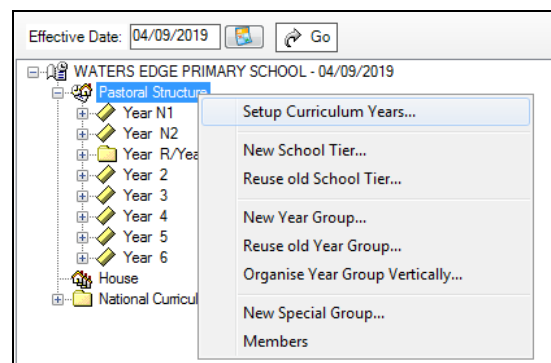 Effective Date: 04/09/2019 Go
WATERS EDGE PRIMARY SCHOOL - 04/09/2019
Pastoral Structure
Year N1
Year N2
Year R/Yea
Year 2
Year 3
Year 4
Year 5
Year 6
House
National Curricul
Setup Curriculum Years...
New School Tier...
Reuse old School Tier...
New Year Group...
Reuse old Year Group...
Organise Year Group Vertically...
New Special Group...
Members